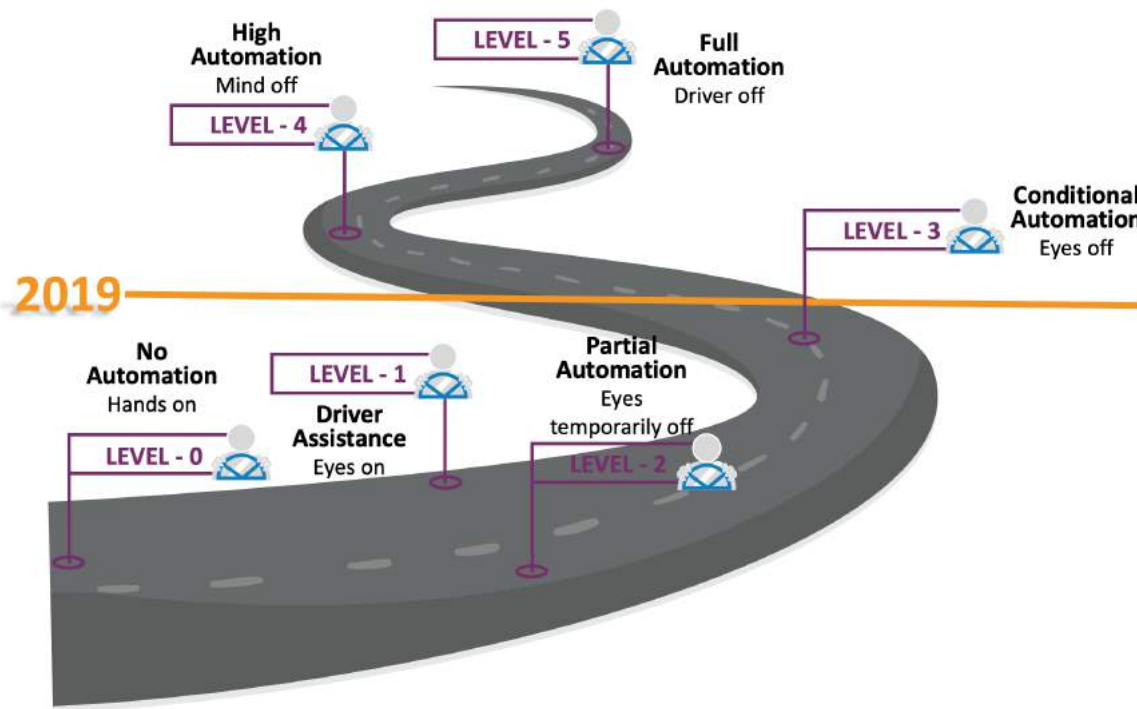 High
Automation
Mind off
LEVEL - 4
LEVEL - 5
Full
Automation
Driver off
Conditional
Automation
Eyes off
LEVEL - 3
2019
No
Automation
Hands on
LEVEL - 0
LEVEL - 1
Driver
Assistance
Eyes on
Partial
Automation
Eyes
temporarily off
LEVEL - 2